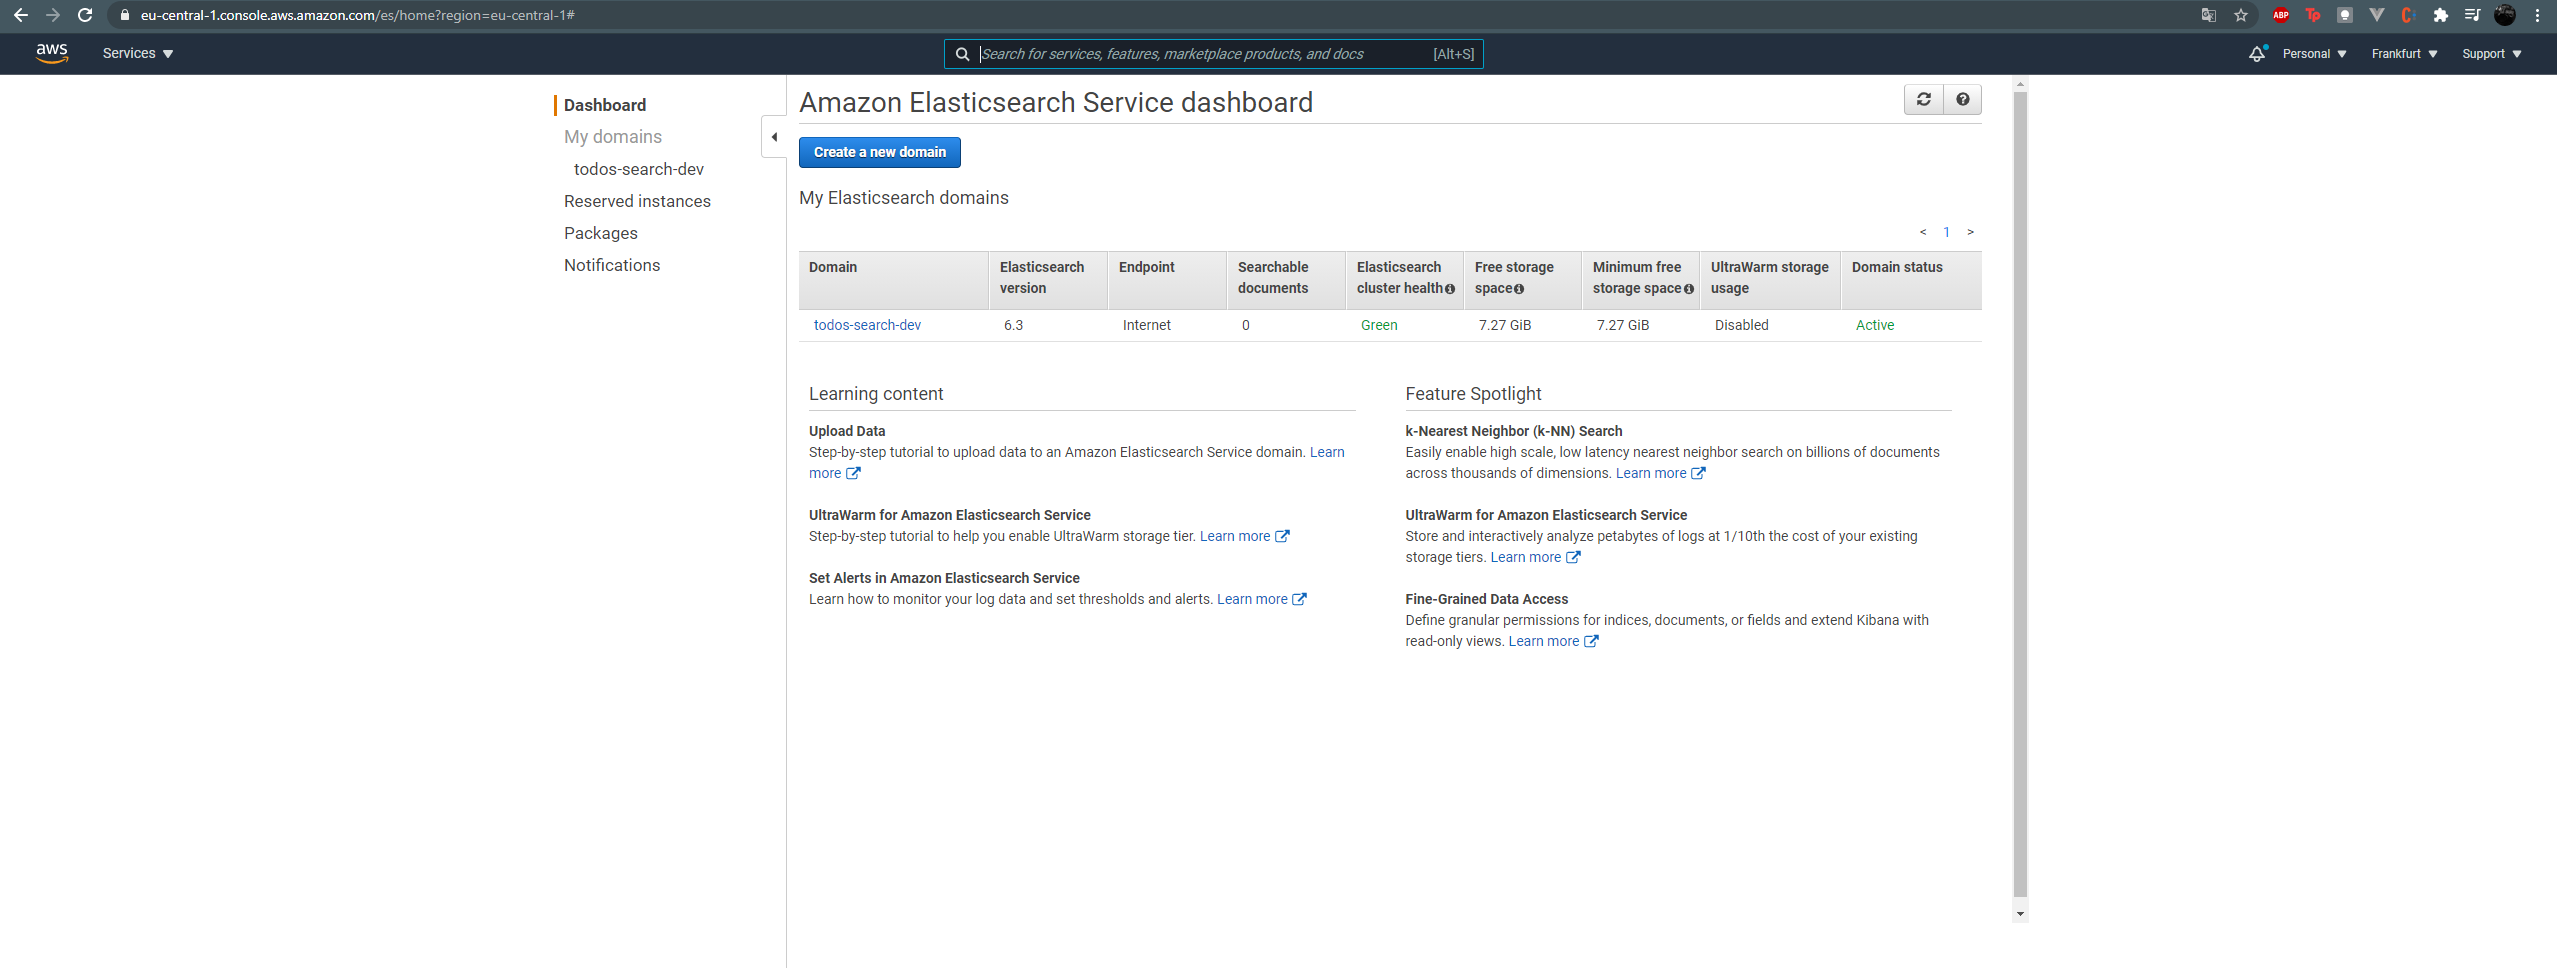 eu-central-1.console.aws.amazon.com/es/home?region=eu-central-1#
ABP
Tp
aws
Services
Search for services, features, marketplace products, and docs
[Alt+S]
Personal
Frankfurt
Support
Dashboard
My domains
todos-search-dev
Reserved instances
Packages
Notifications
Amazon Elasticsearch Service dashboard
Create a new domain
My Elasticsearch domains
< 1 >
Domain
Elasticsearch
version
Endpoint
Searchable
documents
Elasticsearch
cluster health
Free storage
space
Minimum free
storage space
UltraWarm storage
usage
Domain status
todos-search-dev
6.3
Internet
0
Green
7.27 GiB
7.27 GiB
Disabled
Active
Learning content
Upload Data
Step-by-step tutorial to upload data to an Amazon Elasticsearch Service domain. Learn
more
UltraWarm for Amazon Elasticsearch Service
Step-by-step tutorial to help you enable UltraWarm storage tier. Learn more
Set Alerts in Amazon Elasticsearch Service
Learn how to monitor your log data and set thresholds and alerts. Learn more
Feature Spotlight
k-Nearest Neighbor (k-NN) Search
Easily enable high scale, low latency nearest neighbor search on billions of documents
across thousands of dimensions. Learn more
UltraWarm for Amazon Elasticsearch Service
Store and interactively analyze petabytes of logs at 1/10th the cost of your existing
storage tiers. Learn more
Fine-Grained Data Access
Define granular permissions for indices, documents, or fields and extend Kibana with
read-only views. Learn more